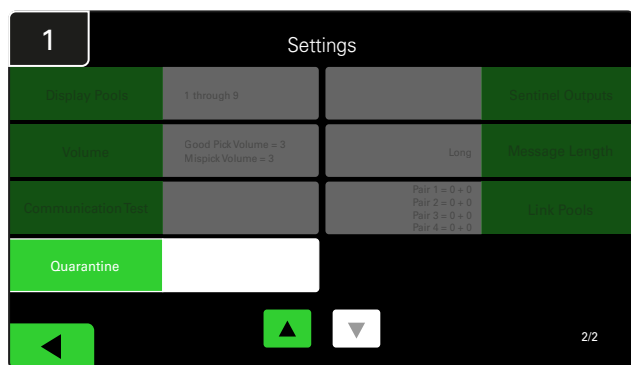 1
Settings
Display Pools
1 through 9
Sentinel Outputs
Volume
Good Pick Volume = 3
Mispick Volume = 3
Long
Message Length
Communication Test
Pair 1 = 0 + 0
Pair 2 = 0 + 0
Pair 3 = 0 + 0
Pair 4 = 0 + 0
Link Pools
Quarantine
2/2